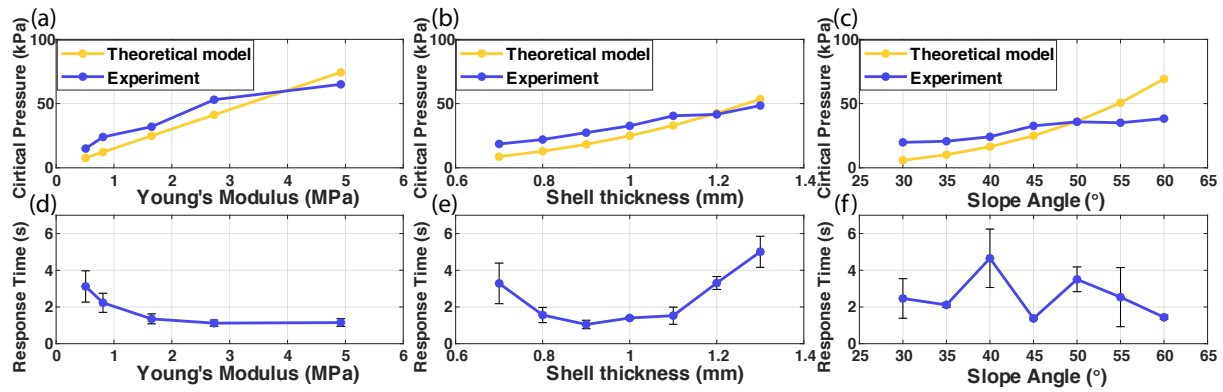 (a)
Cirtical Pressure (kPa)
100
50
0
Theoretical model
Experiment
0 1 2 3 4 5 6
Young's Modulus (MPa)
(b)
Cirtical Pressure (kPa)
100
50
0
Theoretical model
Experiment
0.6 0.8 1 1.2 1.4
Shell thickness (mm)
(c)
Cirtical Pressure (kPa)
100
50
0
Theoretical model
Experiment
25 30 35 40 45 50 55 60 65
Slope Angle (°)
(d)
Response Time (s)
6
4
2
0
0 1 2 3 4 5 6
Young's Modulus (MPa)
(e)
Response Time (s)
6
4
2
0
0.6 0.8 1 1.2 1.4
Shell thickness (mm)
(f)
Response Time (s)
6
4
2
0
25 30 35 40 45 50 55 60 65
Slope Angle (°)